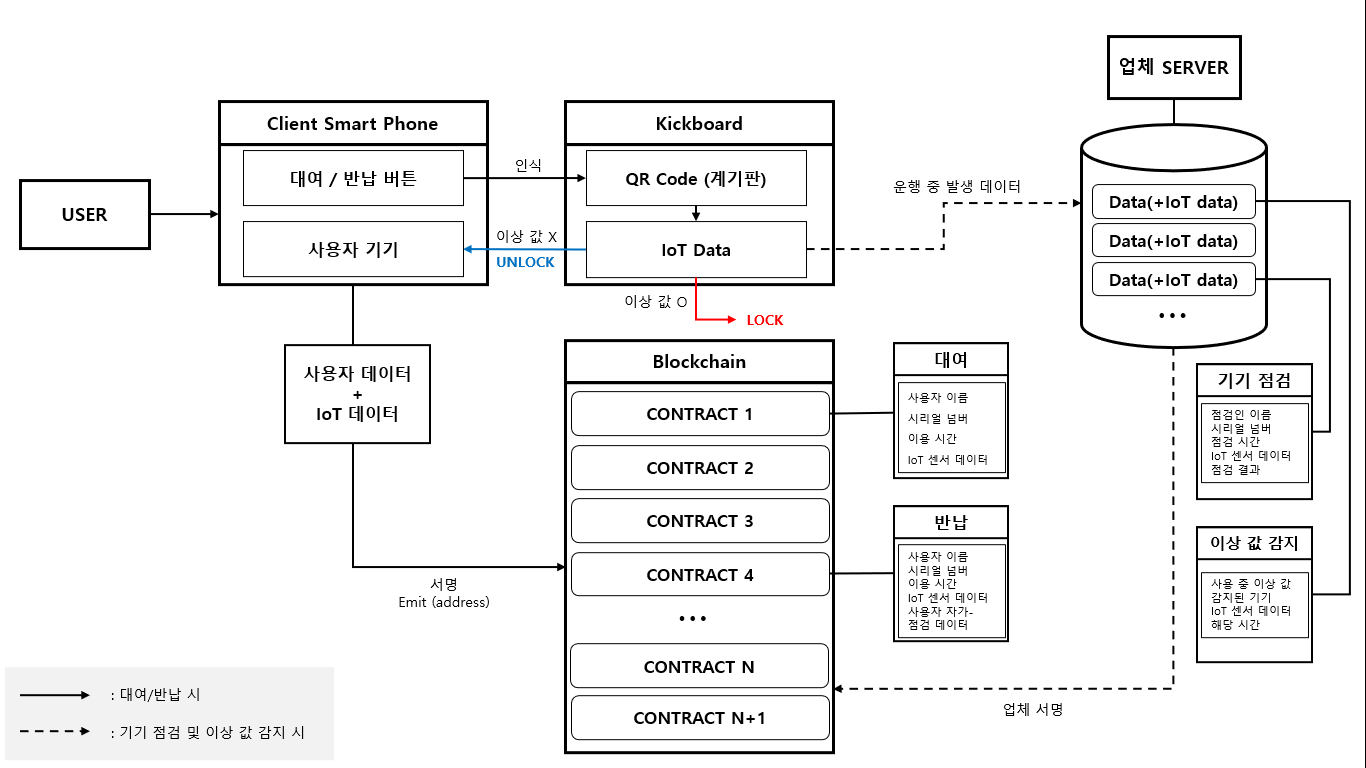 업체 SERVER
Client Smart Phone
Kickboard
USER
대여 / 반납 버튼
인식
QR Code (계기판)
운행 중 발생 데이터
사용자 기기
이상 값 X
UNLOCK
IoT Data
이상 값 O
LOCK
Data(+IoT data)
Data(+IoT data)
Data(+IoT data)
•••
사용자 데이터
+
IoT 데이터
서명
Emit (address)
Blockchain
CONTRACT 1
CONTRACT 2
CONTRACT 3
CONTRACT 4
•••
CONTRACT N
CONTRACT N+1
대여
사용자 이름
시리얼 넘버
이용 시간
IoT 센서 데이터
반납
사용자 이름
시리얼 넘버
이용 시간
IoT 센서 데이터
사용자 자가-
점검 데이터
기기 점검
점검인 이름
시리얼 넘버
점검 시간
IoT 센서 데이터
점검 결과
이상 값 감지
사용 중 이상 값
감지된 기기
IoT 센서 데이터
해당 시간
업체 서명
: 대여/반납 시
: 기기 점검 및 이상 값 감지 시